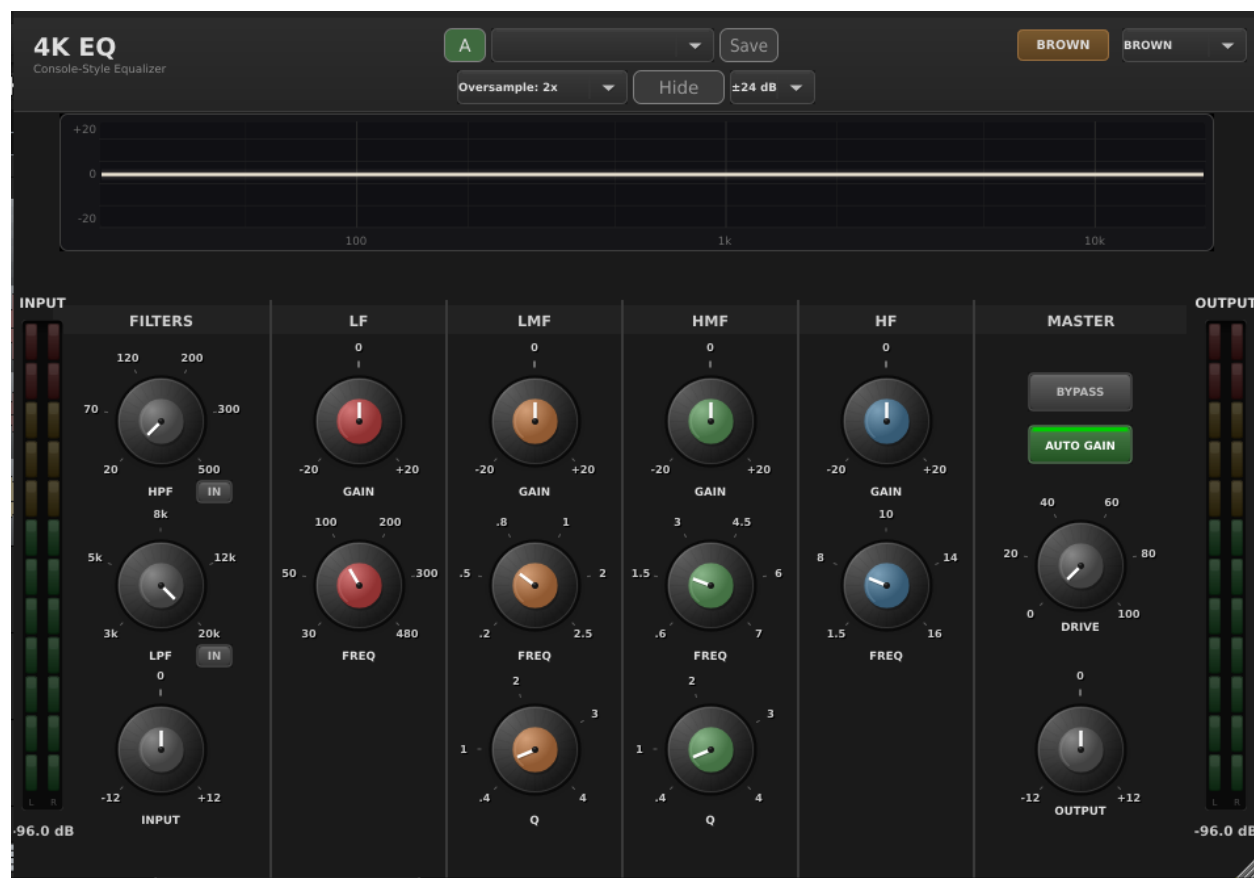 4K EQ
Console-Style Equalizer
A
Save
BROWN
BROWN
Oversample: 2x
Hide
±24 dB
+20
0
-20
100
1k
10k
INPUT
OUTPUT
FILTERS
LF
LMF
HMF
HF
MASTER
120 200
70 300
20 500
HPF IN
8k
5k 12k
3k 20k
LPF IN
0
-12 +12
INPUT
0
-20 +20
GAIN
100 200
50 300
30 480
FREQ
0
-20 +20
GAIN
.8 1
.5 2
.2 2.5
FREQ
2
1 3
.4 4
Q
0
-20 +20
GAIN
3 4.5
1.5 6
.6 7
FREQ
2
1 3
.4 4
Q
0
-20 +20
GAIN
10
8 14
1.5 16
FREQ
BYPASS
AUTO GAIN
40 60
20 80
0 100
DRIVE
0
-12 +12
OUTPUT
L R
-96.0 dB
L R
-96.0 dB